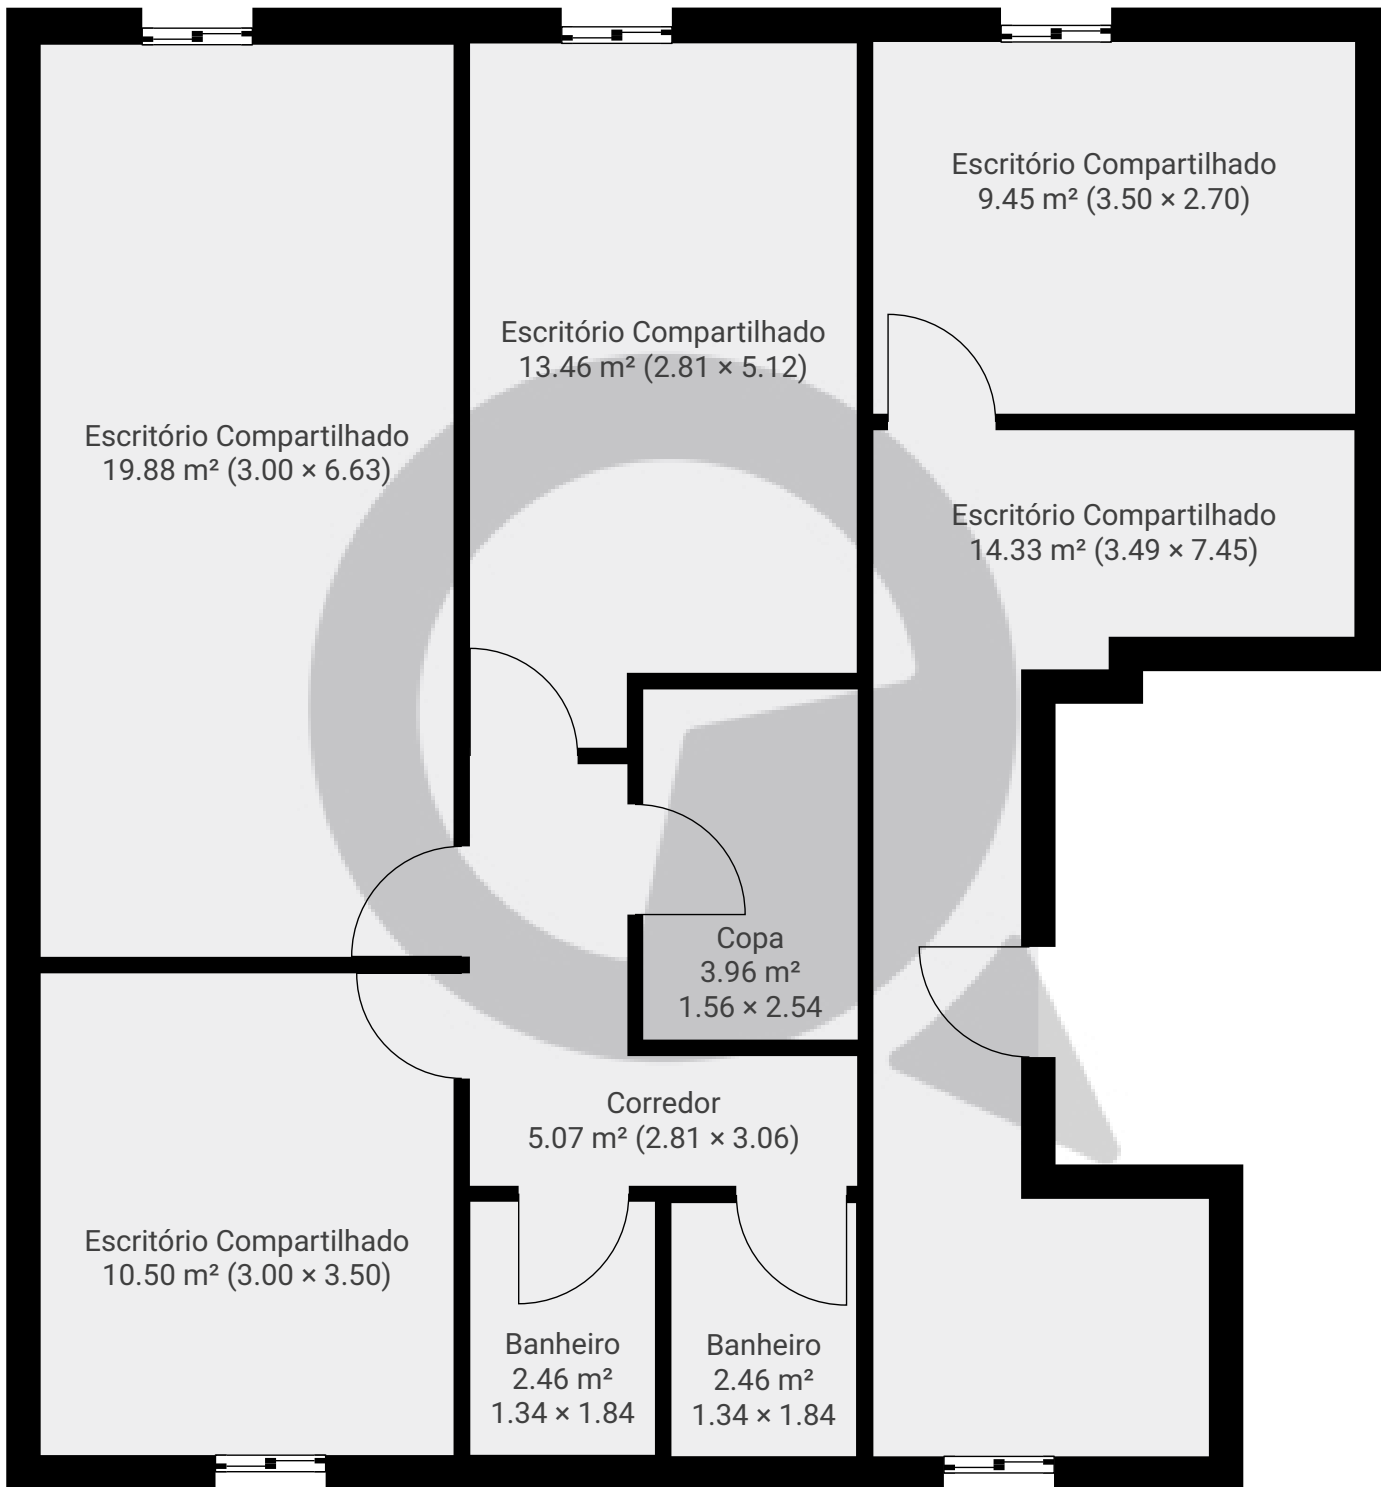 Escritório Compartilhado
9.45 m² (3.50 × 2.70)
Escritório Compartilhado
13.46 m² (2.81 × 5.12)
Escritório Compartilhado
19.88 m² (3.00 × 6.63)
Escritório Compartilhado
14.33 m² (3.49 × 7.45)
Copa
3.96 m²
1.56 × 2.54
Corredor
5.07 m² (2.81 × 3.06)
Escritório Compartilhado
10.50 m² (3.00 × 3.50)
Banheiro
2.46 m²
1.34 × 1.84
Banheiro
2.46 m²
1.34 × 1.84